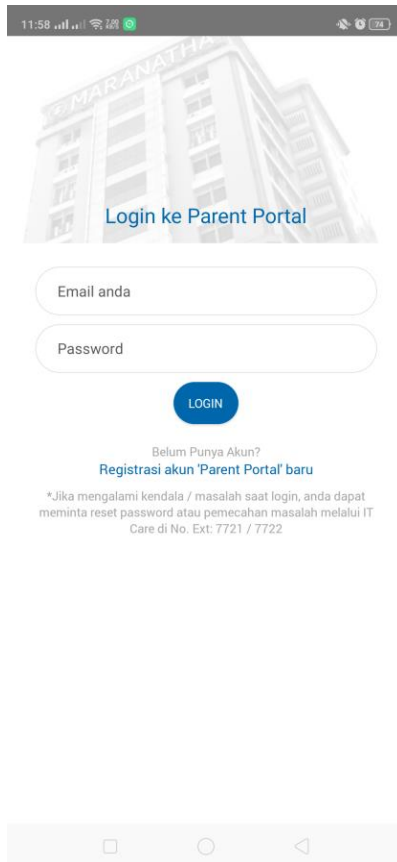 11:58
74
MARANATHA
Login ke Parent Portal
Email anda
Password
LOGIN
Belum Punya Akun?
Registrasi akun 'Parent Portal' baru
*Jika mengalami kendala / masalah saat login, anda dapat
meminta reset password atau pemecahan masalah melalui IT
Care di No. Ext: 7721 / 7722